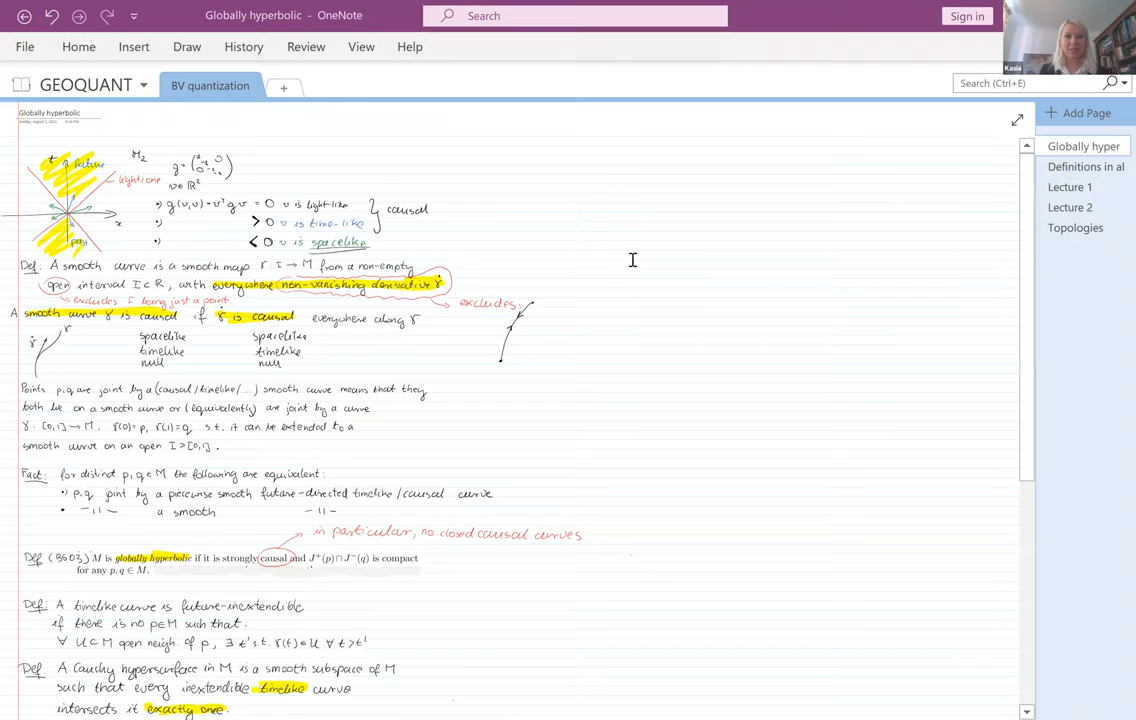 Globally hyperbolic - OneNote
Search
Sign in
File Home Insert Draw History Review View Help
Kasia
GEOQUANT
BV quantization
Search (Ctrl+E)
Add Page
Globally hyper
Definitions in al
Lecture 1
Lecture 2
Topologies
Globally hyperbolic
t future
M₂
lightcone
v ∈ ℝ²
x
past
•) g(v,v) = vᵀ g v = 0 v is light-like
•) > 0 v is time-like
•) < 0 v is spacelike
} causal
Def: A smooth curve is a smooth map γ: I → M from a non-empty
open interval I ⊂ ℝ, with everywhere non-vanishing derivative γ̇
excludes I being just a point
excludes:
A smooth curve γ is causal if γ̇ is causal everywhere along γ
spacelike spacelike
timelike timelike
null null
γ̇ γ
Points p,q are joint by a (causal/timelike/...) smooth curve means that they
both lie on a smooth curve or (equivalently) are joint by a curve
γ: [0,1] → M, γ(0)=p, γ(1)=q s.t. it can be extended to a
smooth curve on an open I ⊃ [0,1].
Fact: for distinct p,q ∈ M the following are equivalent:
•) p,q joint by a piecewise smooth future-directed timelike/causal curve
• -11- a smooth -11-
in particular, no closed causal curves
Def (BS03) M is globally hyperbolic if it is strongly causal and J⁺(p) ∩ J⁻(q) is compact
for any p, q ∈ M.
Def: A timelike curve is future-inextendible
if there is no p∈M such that:
∀ U⊂M open neigh. of p, ∃ t' s.t. γ(t)∈U ∀ t>t'
Def: A Cauchy hypersurface in M is a smooth subspace of M
such that every inextendible timelike curve
intersects it exactly once.